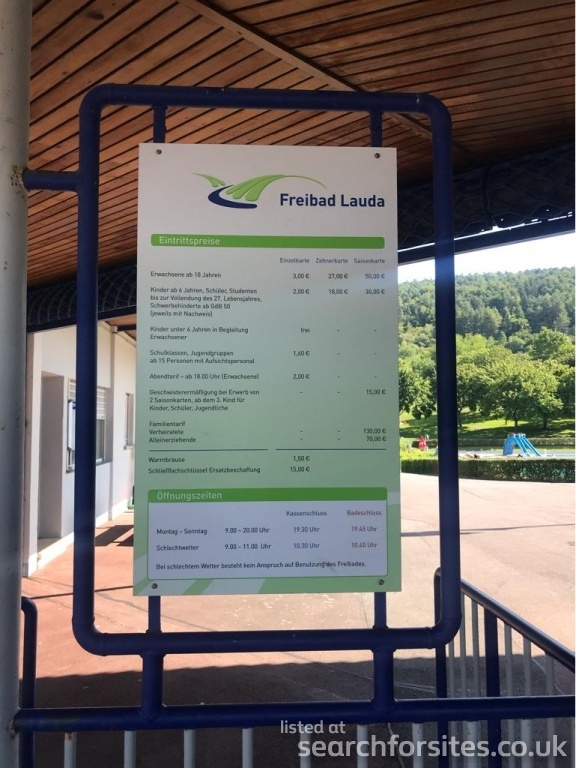 Freibad Lauda
Eintrittspreise
Einzelkarte Zehnerkarte Saisonkarte
Erwachsene ab 18 Jahren 3,00 € 27,00 € 50,00 €
Kinder ab 6 Jahren, Schüler, Studenten 2,00 € 18,00 € 30,00 €
bis zur Vollendung des 27. Lebensjahres,
Schwerbehinderte ab GdB 50
(jeweils mit Nachweis)
Kinder unter 6 Jahren in Begleitung frei - -
Erwachsener
Schulklassen, Jugendgruppen 1,60 € - -
ab 15 Personen mit Aufsichtspersonal
Abendtarif – ab 18.00 Uhr (Erwachsene) 2,00 € - -
Geschwisterermäßigung bei Erwerb von - - 15,00 €
2 Saisonkarten, ab dem 3. Kind für
Kinder, Schüler, Jugendliche
Familientarif
Verheiratete - - 130,00 €
Alleinerziehende - - 70,00 €
Warmbrause 1,50 €
Schließfachschlüssel Ersatzbeschaffung 15,00 €
Öffnungszeiten
Kassenschluss Badeschluss
Montag – Sonntag 9.00 – 20.00 Uhr 19.30 Uhr 19.45 Uhr
Schlechtwetter 9.00 – 11.00 Uhr 10.30 Uhr 10.45 Uhr
Bei schlechtem Wetter besteht kein Anspruch auf Benutzung des Freibades.
listed at
searchforsites.co.uk